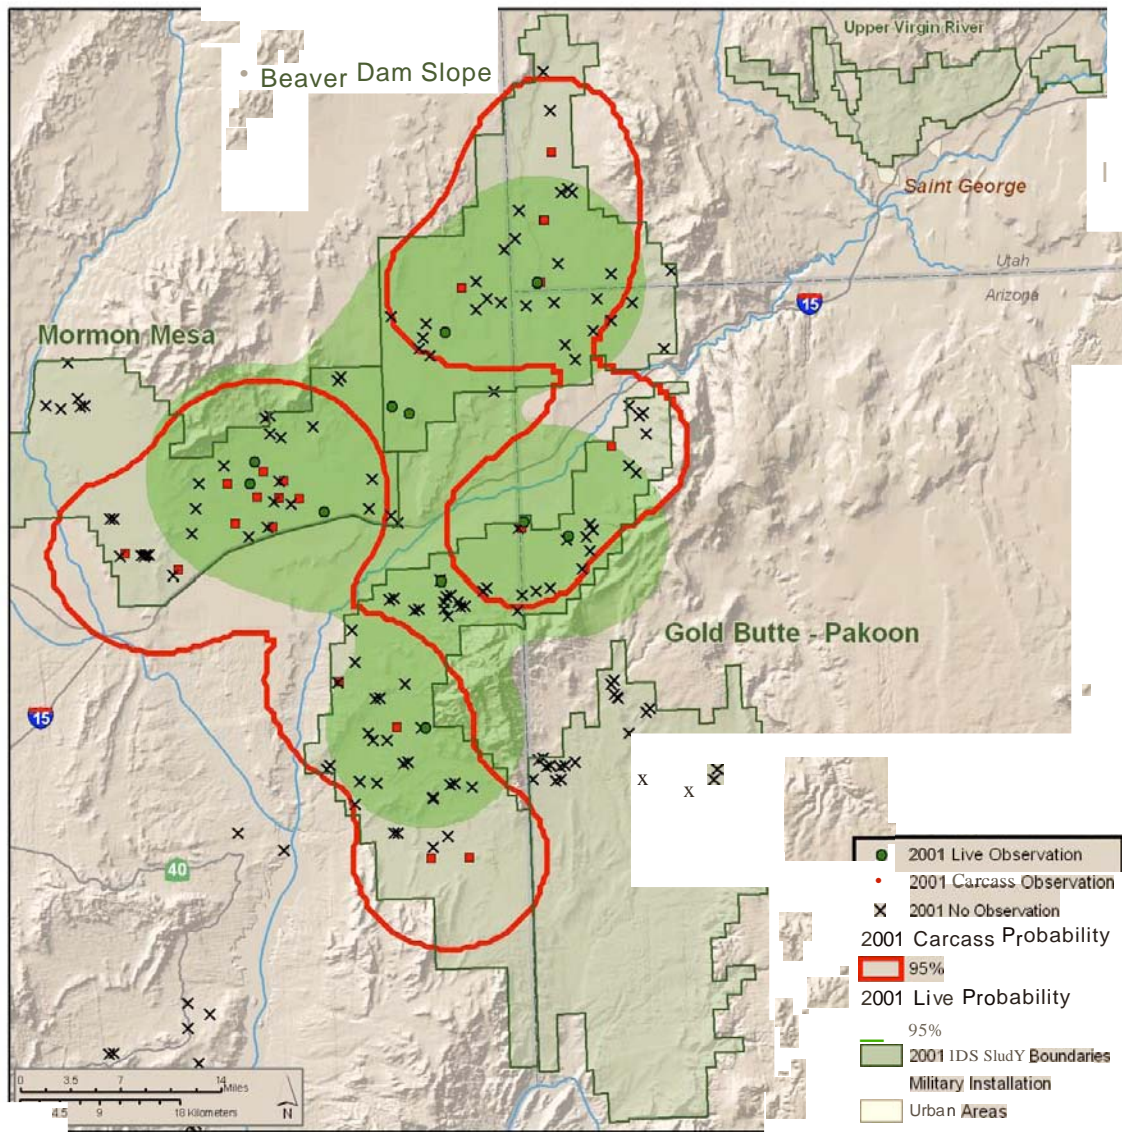 Upper Virgin River
Beaver Dam Slope
Saint George
Utah
Arizona
15
Mormon Mesa
Gold Butte - Pakoon
15
x
x
40
2001 Live Observation
2001 Carcass Observation
2001 No Observation
2001 Carcass Probability
95%
2001 Live Probability
95%
2001 IDS SludY Boundaries
Military Installation
Urban Areas
0 3.5 7 14 Miles
4.5 9 18 Kilometers
N